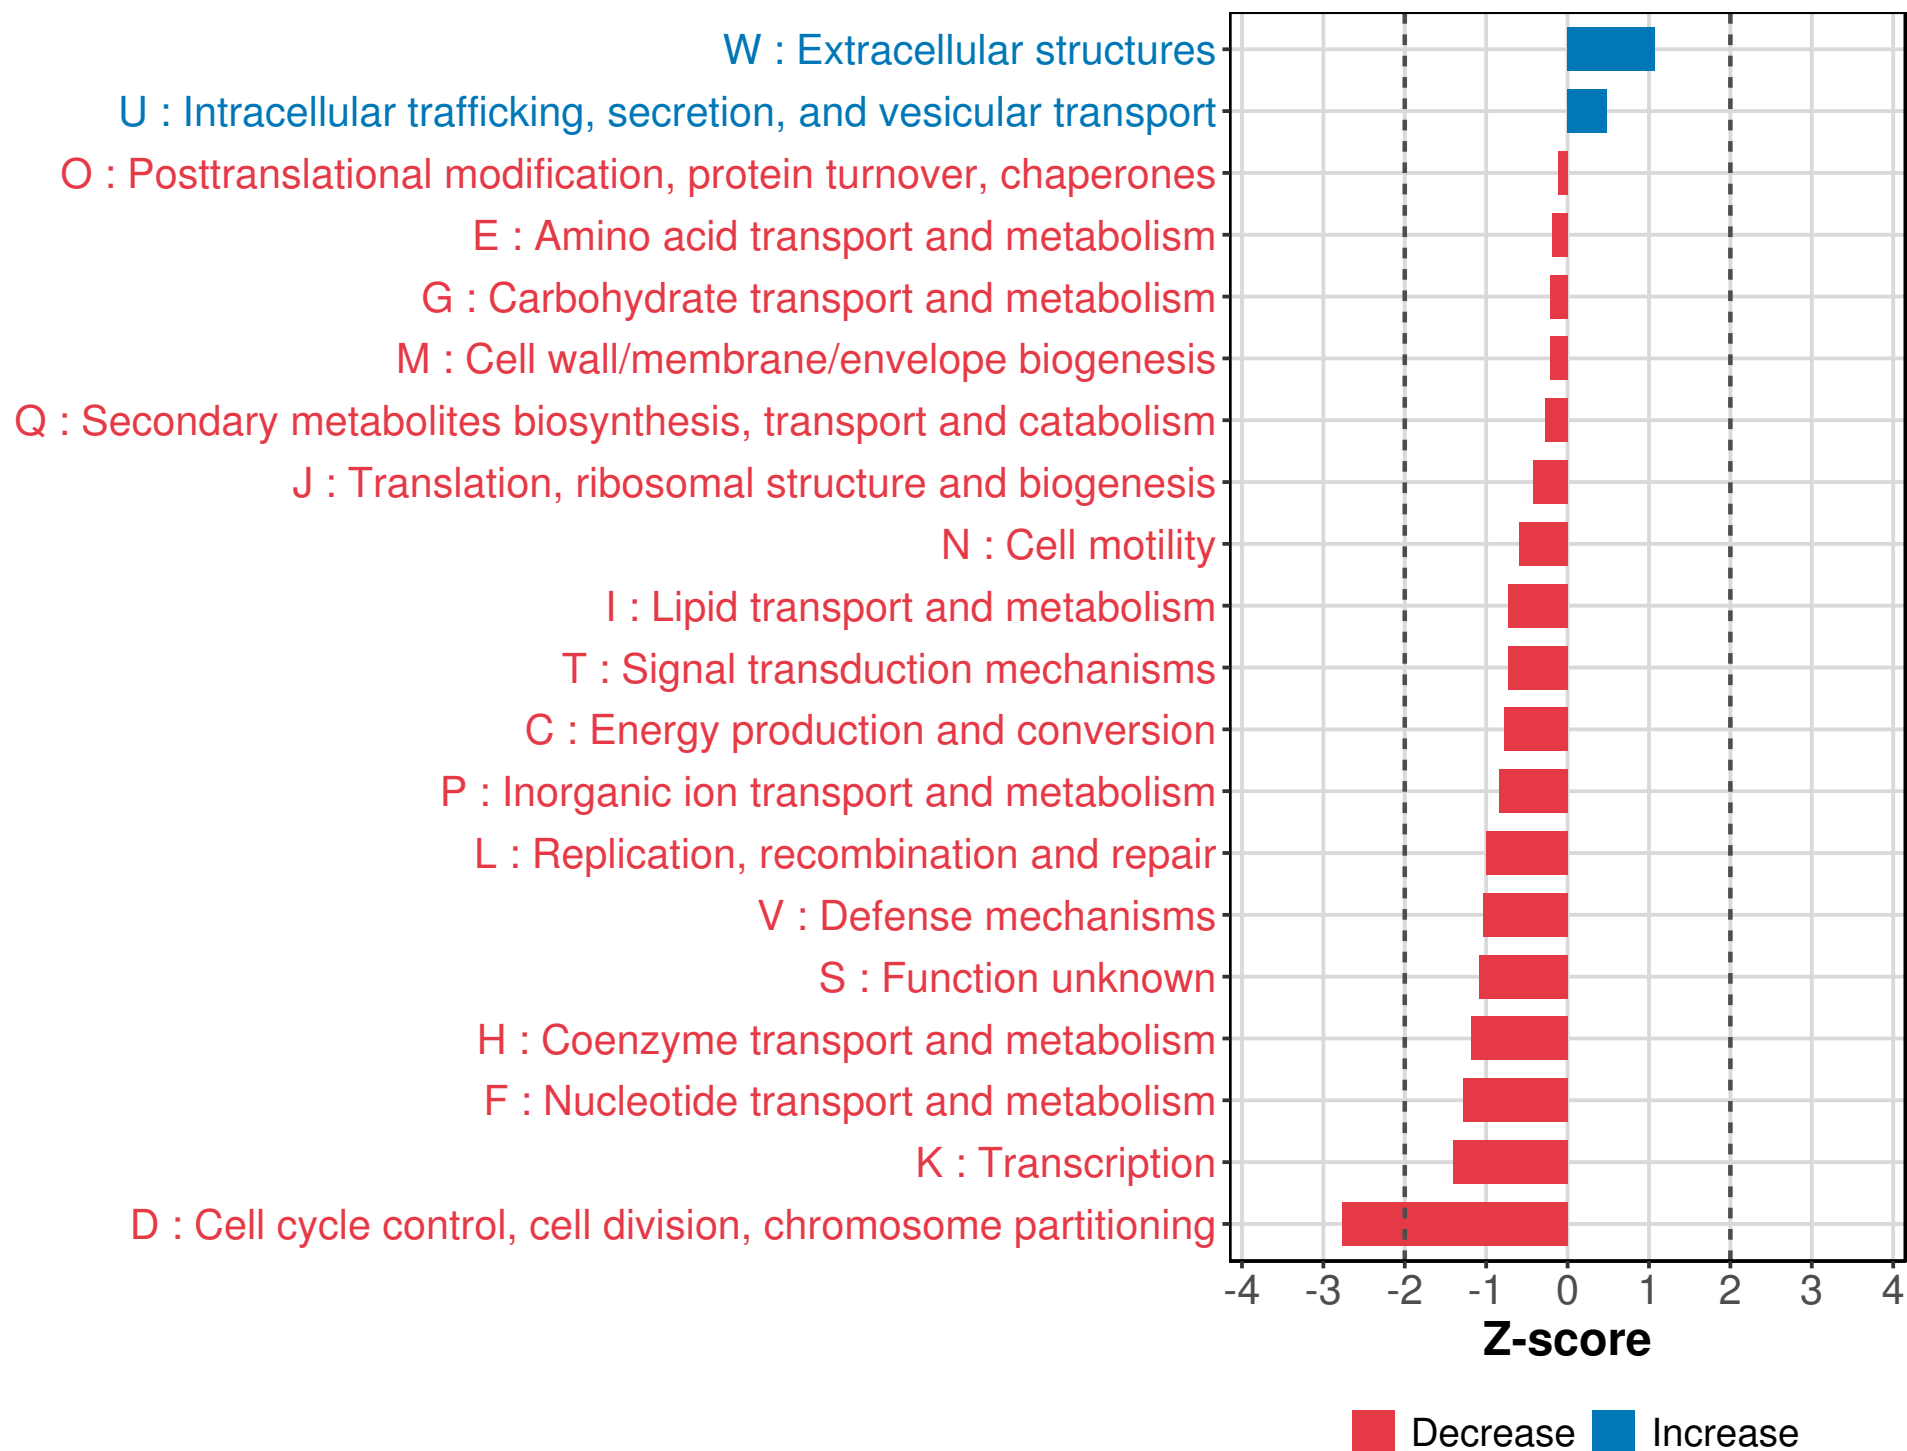 W : Extracellular structures
U : Intracellular trafficking, secretion, and vesicular transport
O : Posttranslational modification, protein turnover, chaperones
E : Amino acid transport and metabolism
G : Carbohydrate transport and metabolism
M : Cell wall/membrane/envelope biogenesis
Q : Secondary metabolites biosynthesis, transport and catabolism
J : Translation, ribosomal structure and biogenesis
N : Cell motility
I : Lipid transport and metabolism
T : Signal transduction mechanisms
C : Energy production and conversion
P : Inorganic ion transport and metabolism
L : Replication, recombination and repair
V : Defense mechanisms
S : Function unknown
H : Coenzyme transport and metabolism
F : Nucleotide transport and metabolism
K : Transcription
D : Cell cycle control, cell division, chromosome partitioning
-4 -3 -2 -1 0 1 2 3 4
Z-score
Decrease Increase